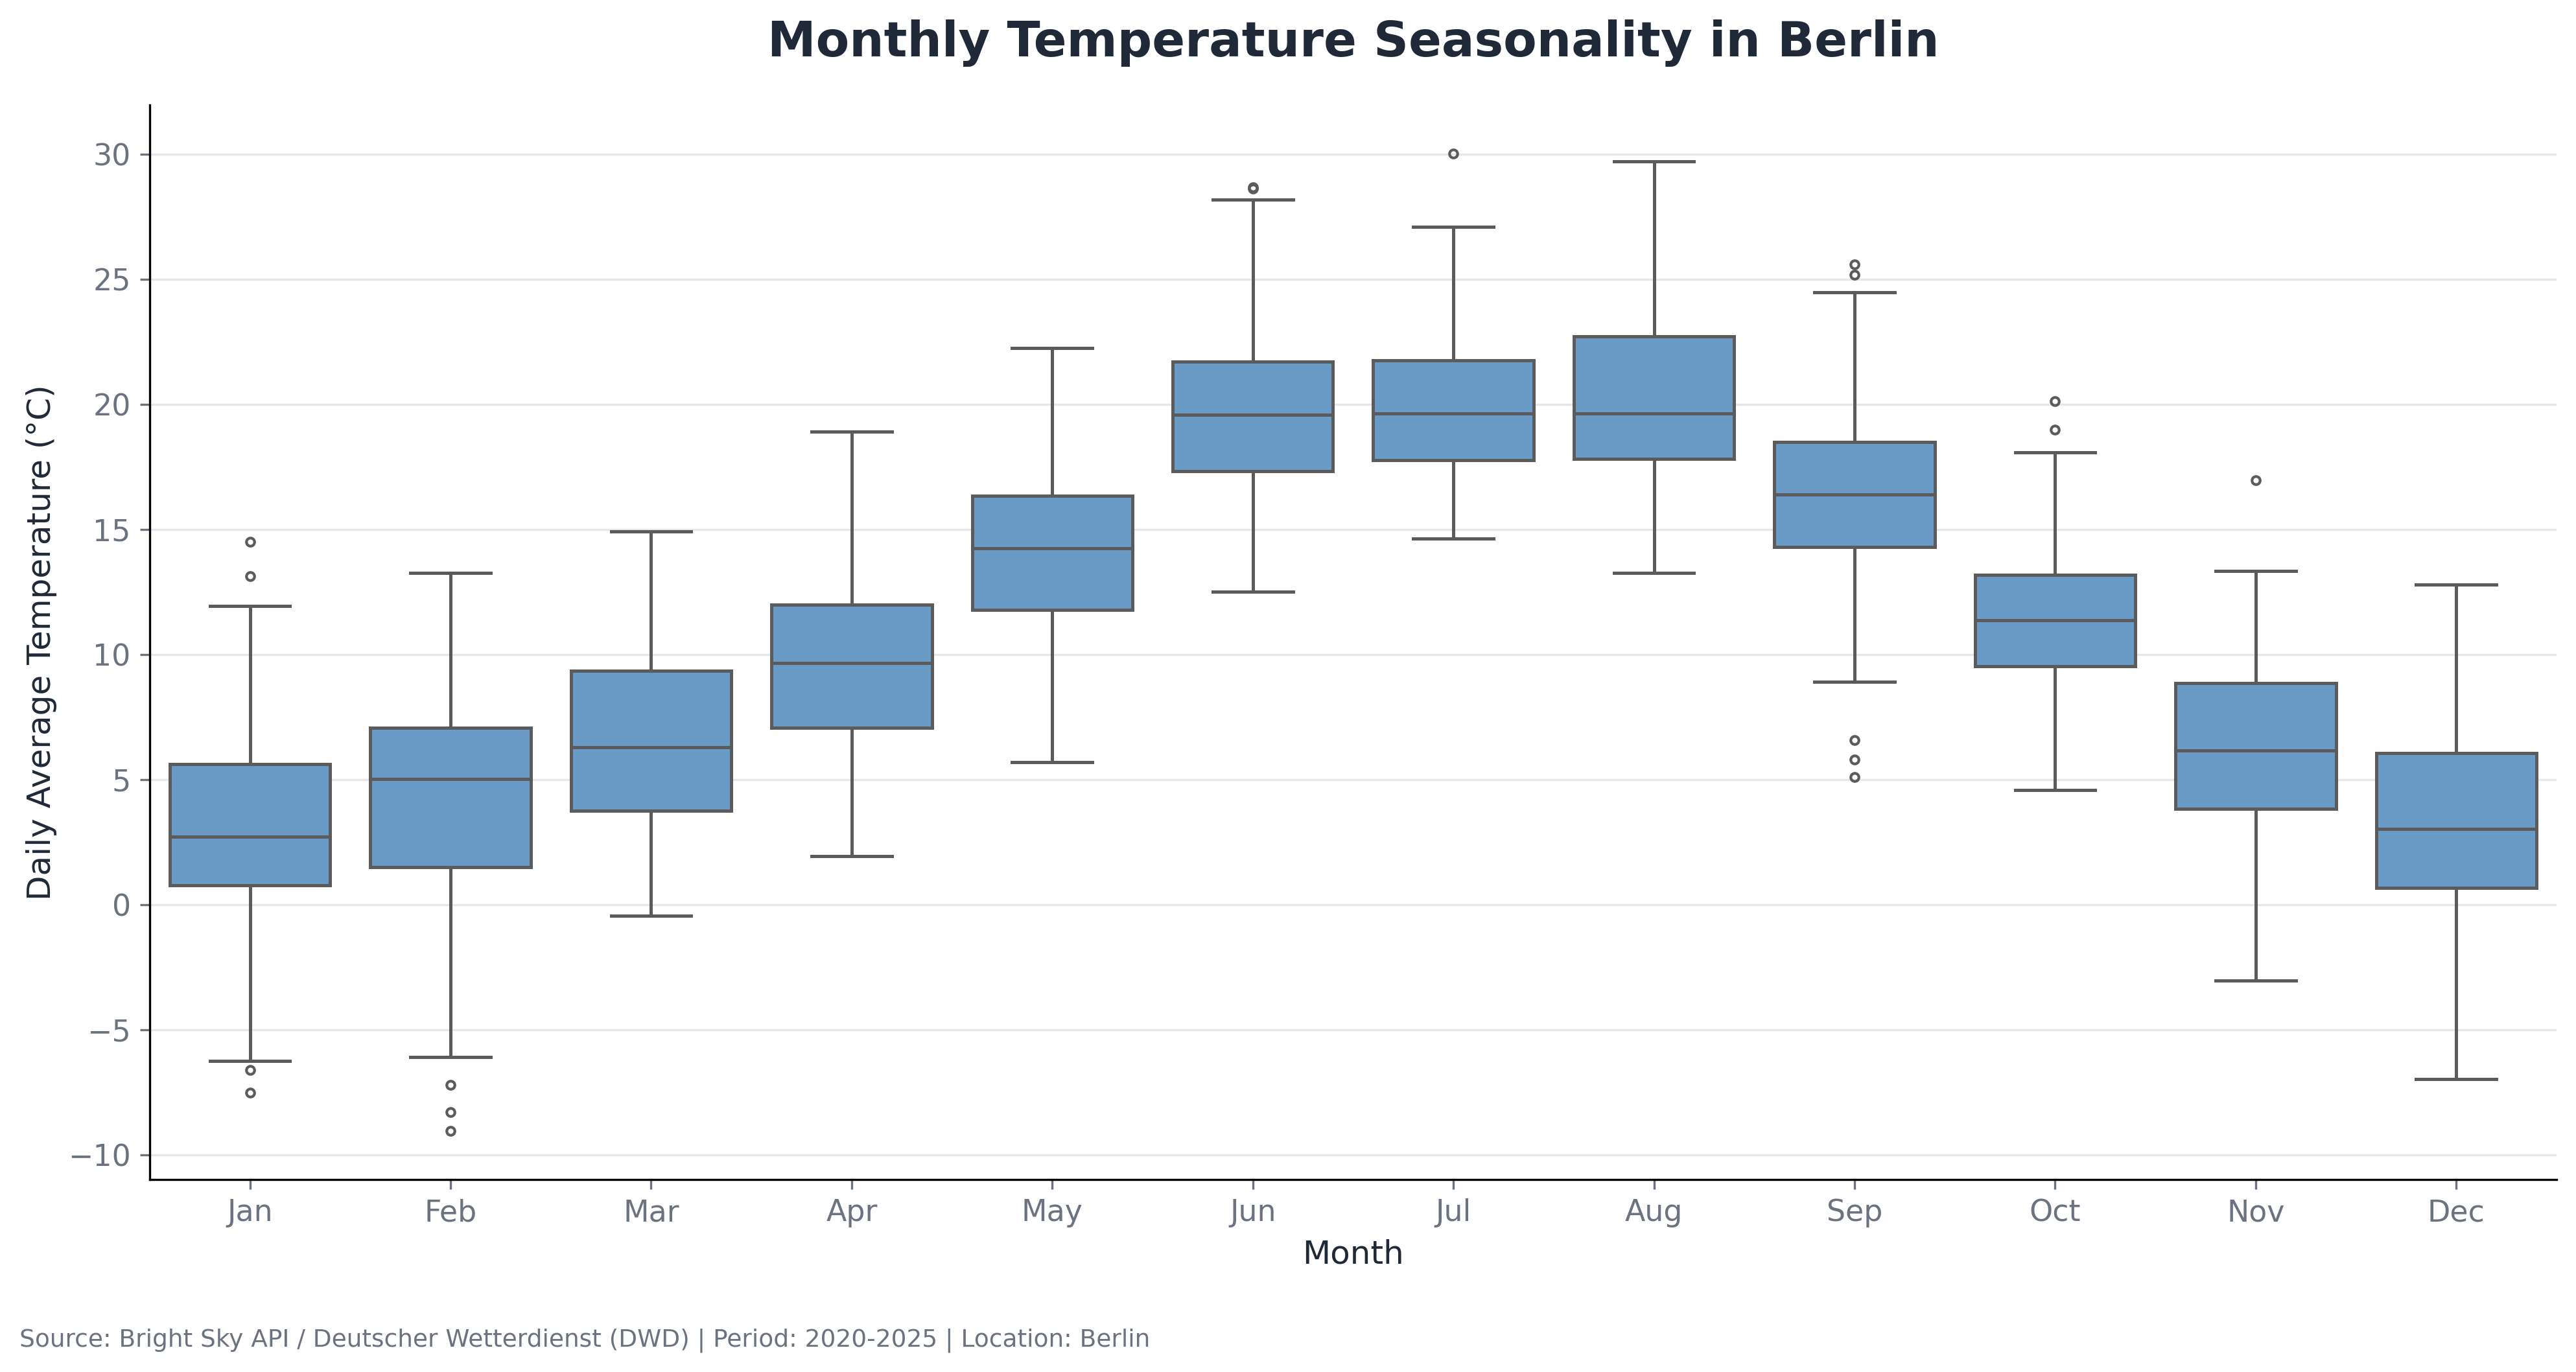 Monthly Temperature Seasonality in Berlin
Daily Average Temperature (°C)
30
25
20
15
10
5
0
−5
−10
Jan Feb Mar Apr May Jun Jul Aug Sep Oct Nov Dec
Month
Source: Bright Sky API / Deutscher Wetterdienst (DWD) | Period: 2020-2025 | Location: Berlin